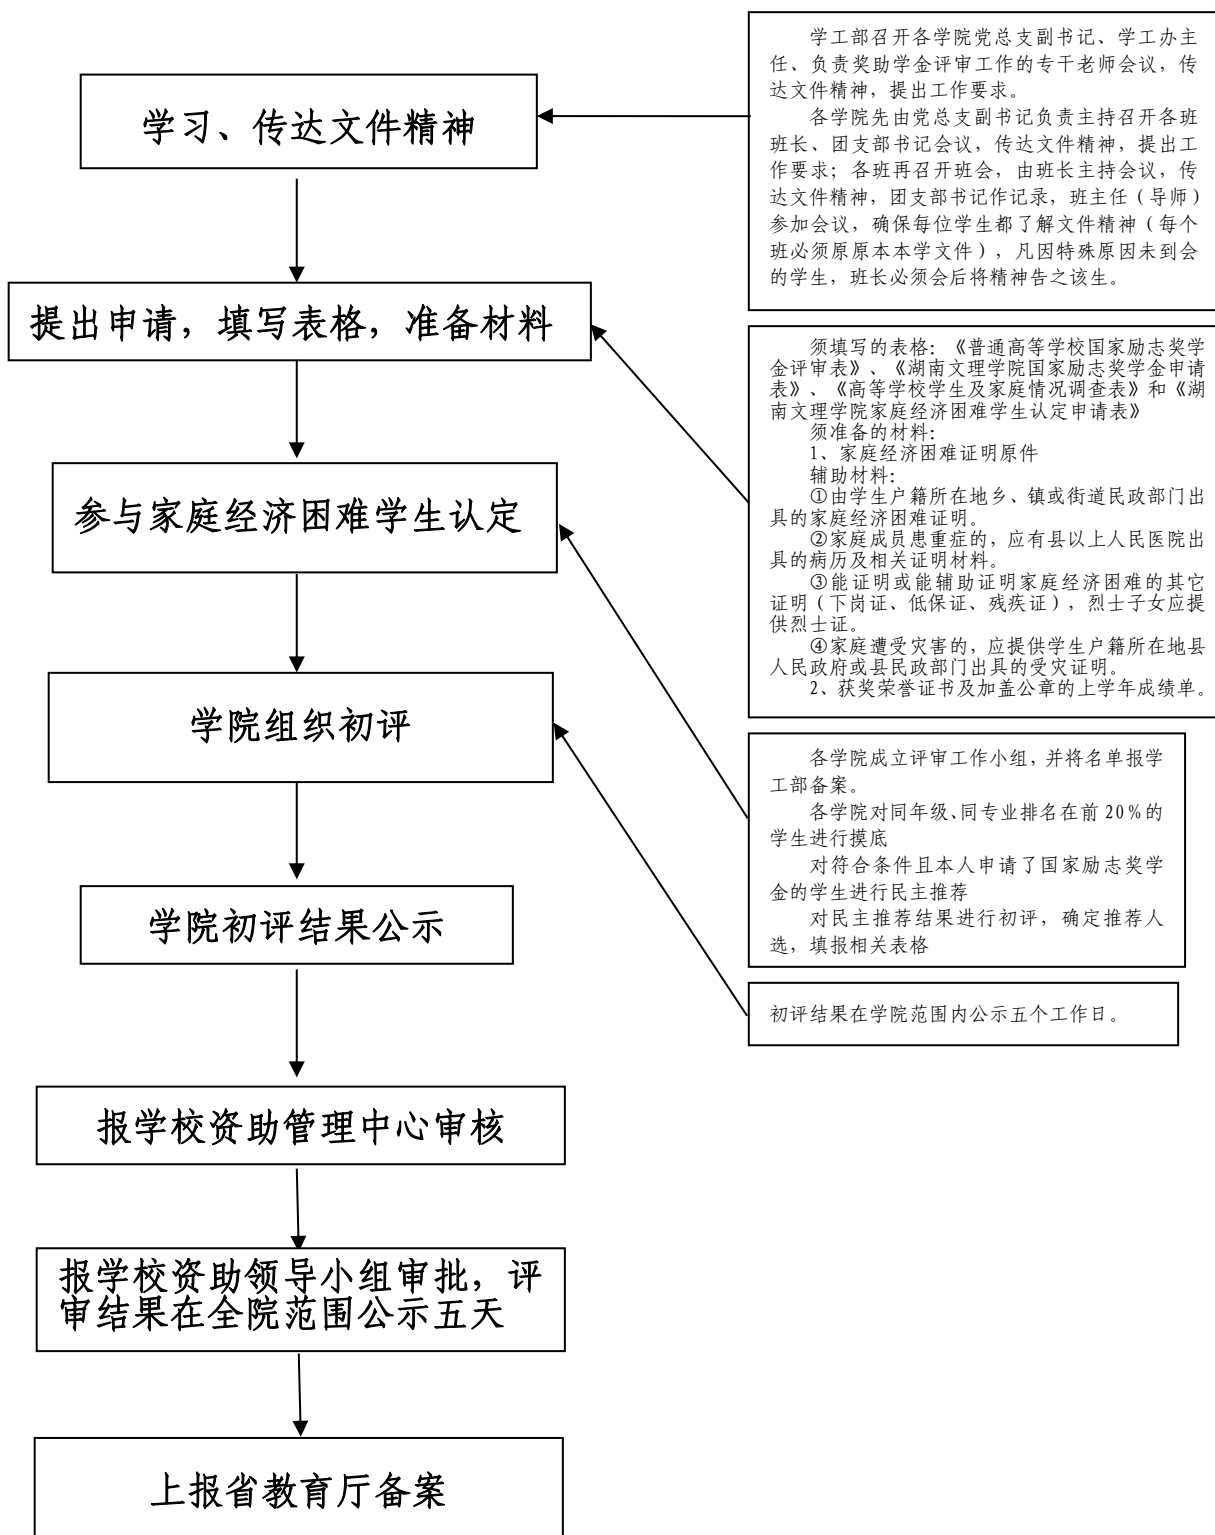 学习、传达文件精神
提出申请，填写表格，准备材料
参与家庭经济困难学生认定
学院组织初评
学院初评结果公示
报学校资助管理中心审核
报学校资助领导小组审批，评
审结果在全院范围公示五天
上报省教育厅备案
学工部召开各学院党总支副书记、学工办主
任、负责奖助学金评审工作的专干老师会议，传
达文件精神，提出工作要求。
各学院先由党总支副书记负责主持召开各班
班长、团支部书记会议，传达文件精神，提出工
作要求；各班再召开班会，由班长主持会议，传
达文件精神，团支部书记作记录，班主任（导师）
参加会议，确保每位学生都了解文件精神（每个
班必须原原本本学文件），凡因特殊原因未到会
的学生，班长必须会后将精神告之该生。
须填写的表格：《普通高等学校国家励志奖学
金评审表》、《湖南文理学院国家励志奖学金申请
表》、《高等学校学生及家庭情况调查表》和《湖
南文理学院家庭经济困难学生认定申请表》
须准备的材料：
1、家庭经济困难证明原件
辅助材料：
①由学生户籍所在地乡、镇或街道民政部门出
具的家庭经济困难证明。
②家庭成员患重症的，应有县以上人民医院出
具的病历及相关证明材料。
③能证明或能辅助证明家庭经济困难的其它
证明（下岗证、低保证、残疾证），烈士子女应提
供烈士证。
④家庭遭受灾害的，应提供学生户籍所在地县
人民政府或县民政部门出具的受灾证明。
2、获奖荣誉证书及加盖公章的上学年成绩单。
各学院成立评审工作小组，并将名单报学
工部备案。
各学院对同年级、同专业排名在前 20%的
学生进行摸底
对符合条件且本人申请了国家励志奖学
金的学生进行民主推荐
对民主推荐结果进行初评，确定推荐人
选，填报相关表格
初评结果在学院范围内公示五个工作日。